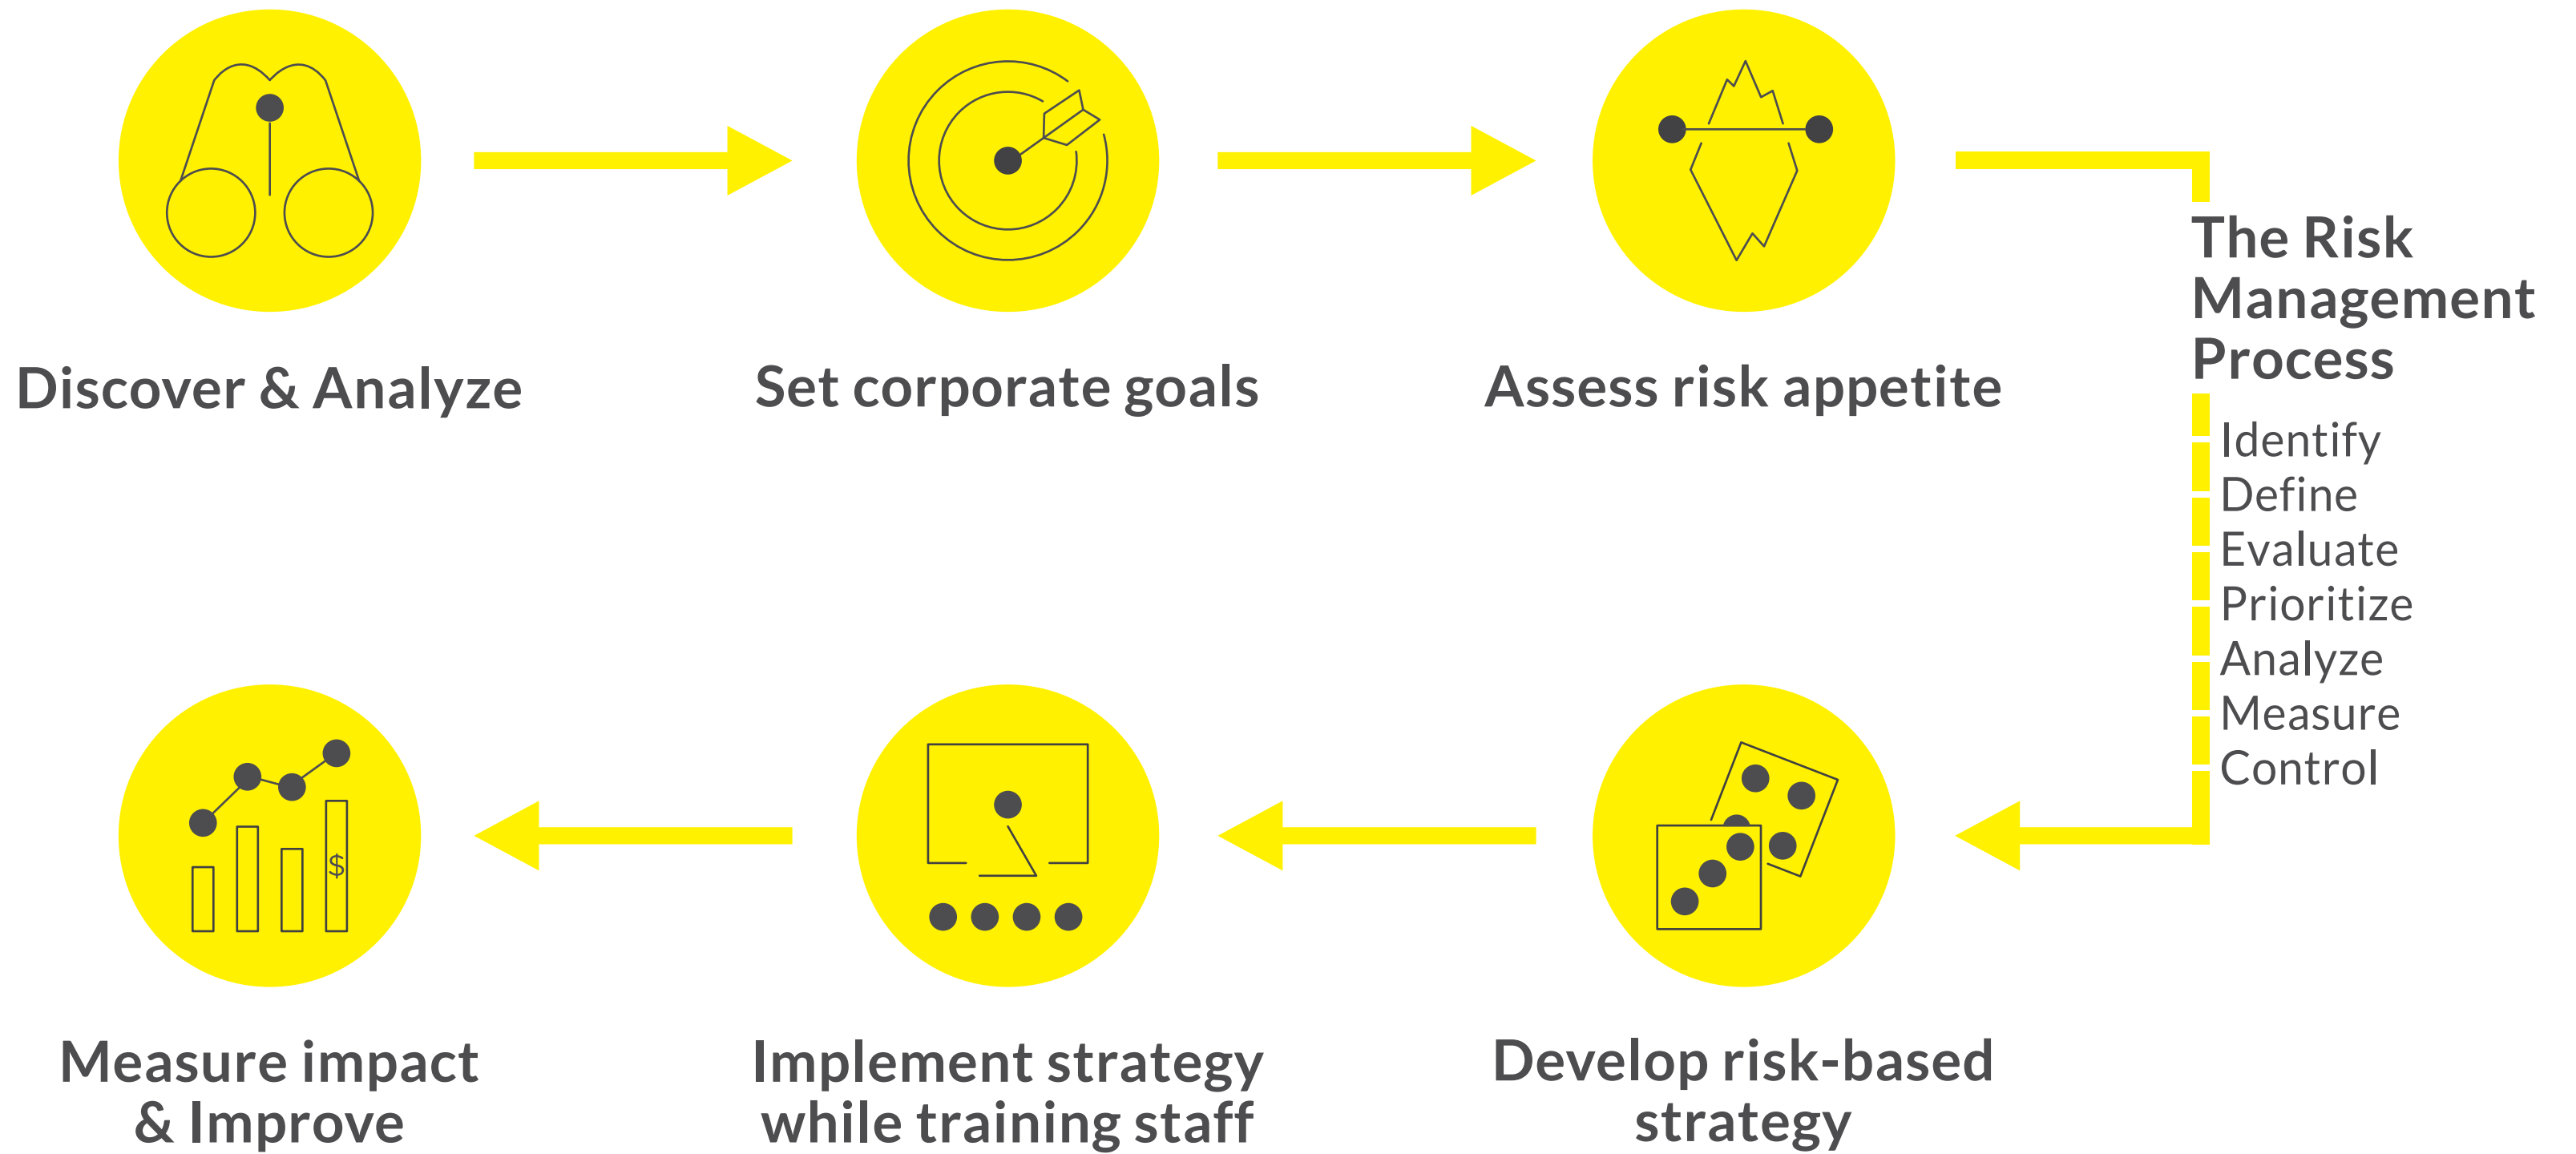 Discover & Analyze
Set corporate goals
Assess risk appetite
The Risk
Management
Process
Identify
Define
Evaluate
Prioritize
Analyze
Measure
Control
Develop risk-based
strategy
Implement strategy
while training staff
$
Measure impact
& Improve